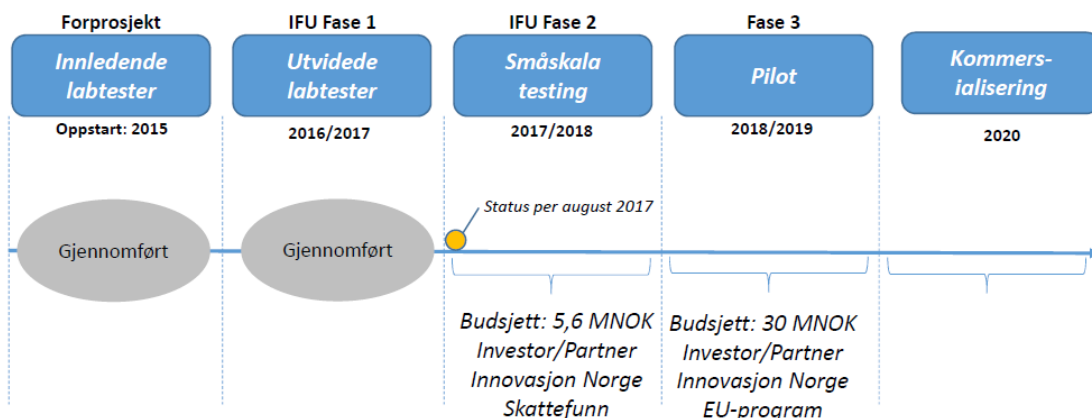 Forprosjekt
IFU Fase 1
IFU Fase 2
Fase 3
Innledende
labtester
Utvidede
labtester
Småskala
testing
Pilot
Kommers-
ialisering
Oppstart: 2015
2016/2017
2017/2018
2018/2019
2020
Status per august 2017
Gjennomført
Gjennomført
Budsjett: 5,6 MNOK
Investor/Partner
Innovasjon Norge
Skattefunn
Budsjett: 30 MNOK
Investor/Partner
Innovasjon Norge
EU-program